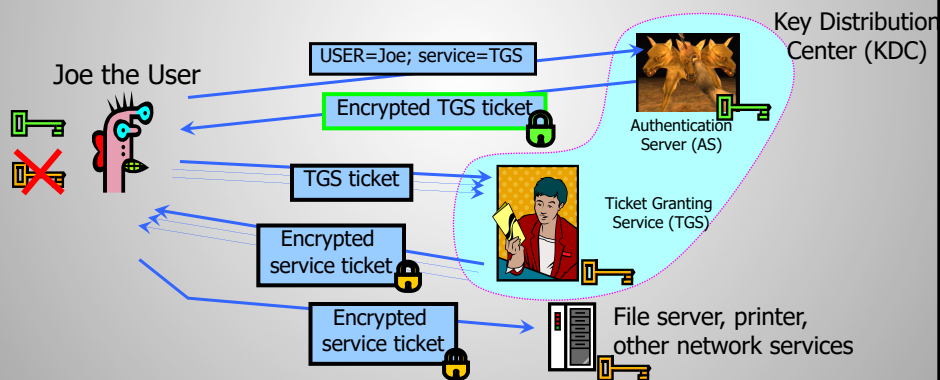 Key Distribution
Center (KDC)
USER=Joe; service=TGS
Joe the User
Encrypted TGS ticket
Authentication
Server (AS)
TGS ticket
Ticket Granting
Service (TGS)
Encrypted
service ticket
Encrypted
service ticket
File server, printer,
other network services